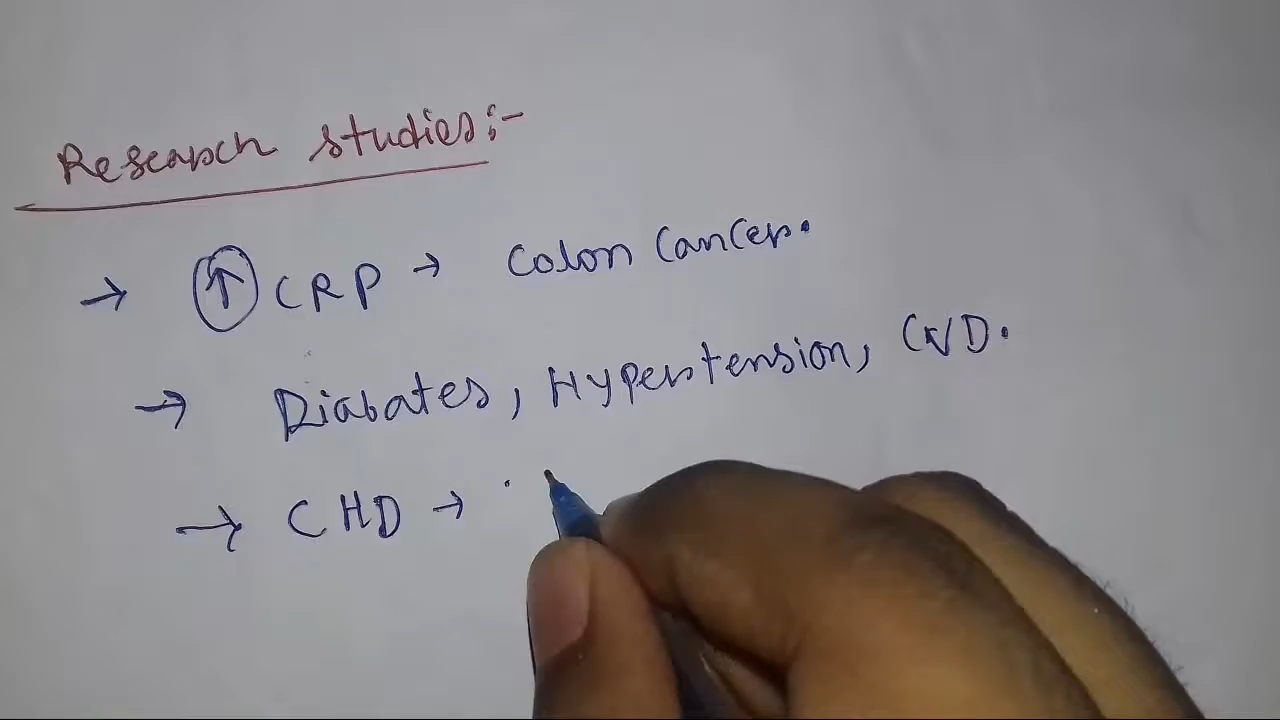 Research studies:-
→ ↑ CRP → Colon Cancer.
→ Diabates, Hypertension, CVD.
→ CHD →